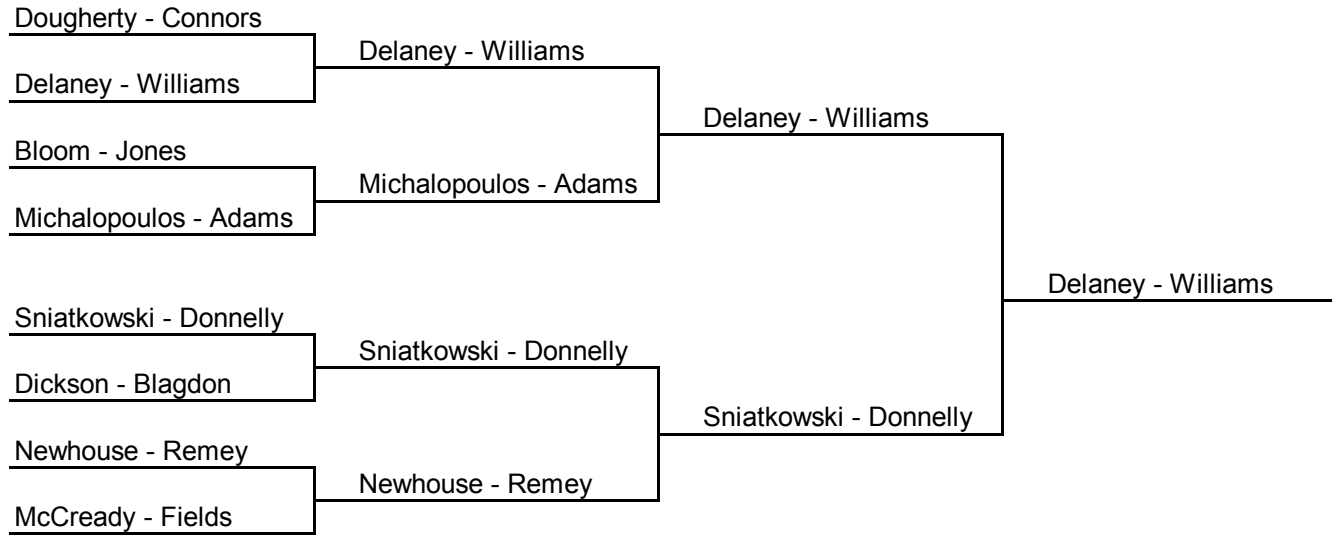 Dougherty - Connors
Delaney - Williams
Bloom - Jones
Michalopoulos - Adams
Sniatkowski - Donnelly
Dickson - Blagdon
Newhouse - Remey
McCready - Fields
Delaney - Williams
Michalopoulos - Adams
Sniatkowski - Donnelly
Newhouse - Remey
Delaney - Williams
Sniatkowski - Donnelly
Delaney - Williams